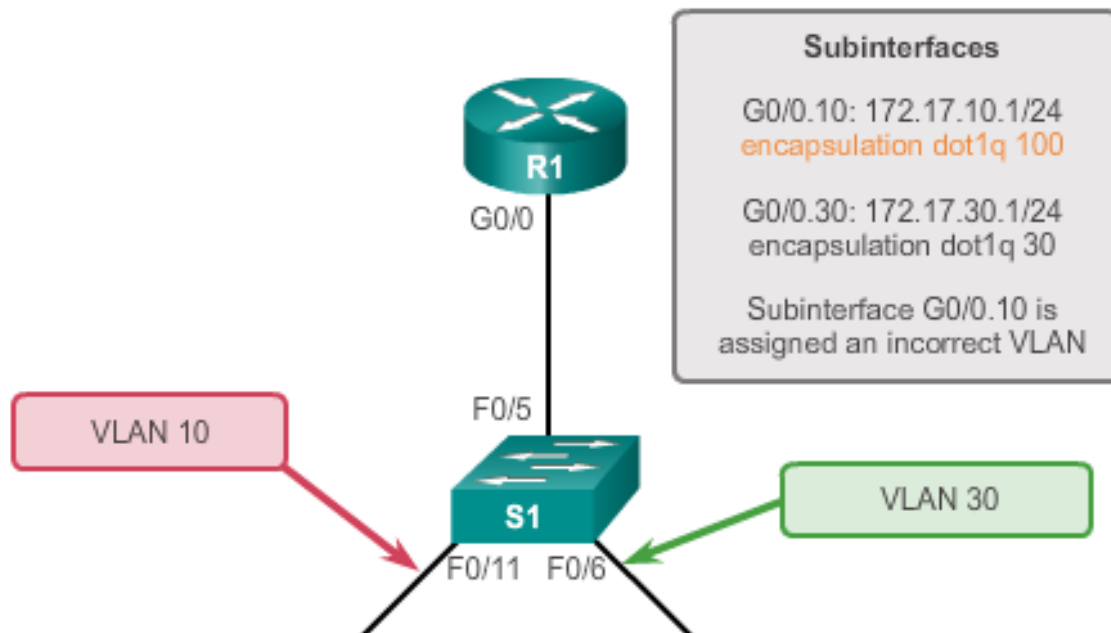 Subinterfaces
G0/0.10: 172.17.10.1/24
encapsulation dot1q 100
G0/0.30: 172.17.30.1/24
encapsulation dot1q 30
Subinterface G0/0.10 is
assigned an incorrect VLAN
R1
G0/0
F0/5
VLAN 10
VLAN 30
S1
F0/11
F0/6